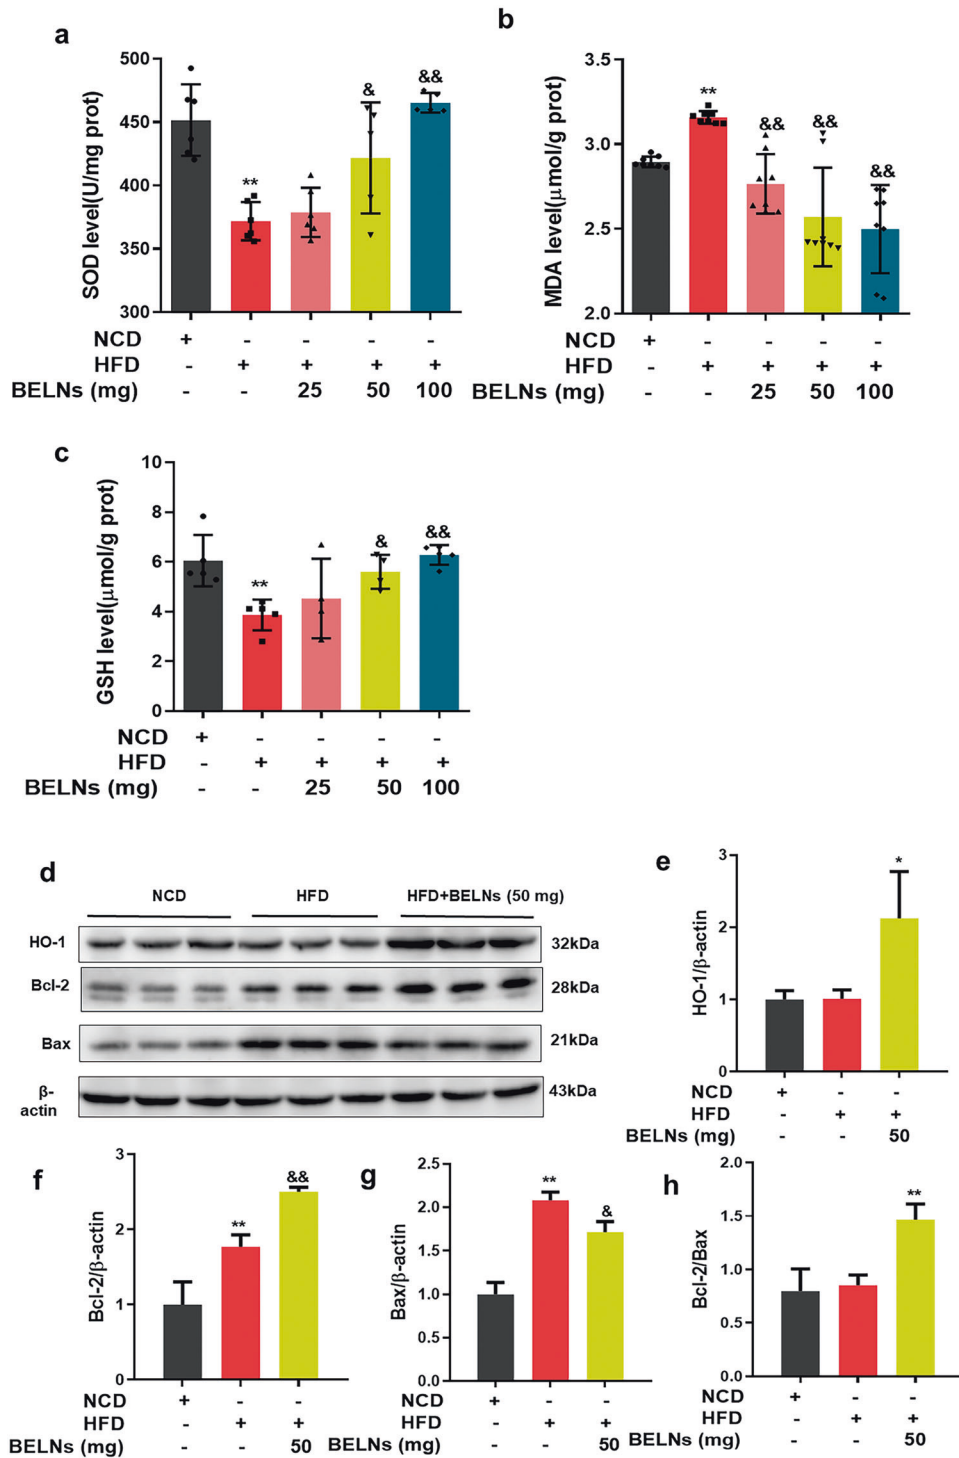 a
SOD level(U/mg prot)
500
450
400
350
300
**
&
&&
NCD + - - - -
HFD - + + + +
BELNs (mg) - - 25 50 100
b
MDA level(μmol/g prot)
3.5
3.0
2.5
2.0
**
&&
&&
&&
NCD + - - - -
HFD - + + + +
BELNs (mg) - - 25 50 100
c
GSH level(μmol/g prot)
10
8
6
4
2
0
**
&
&&
NCD + - - - -
HFD - + + + +
BELNs (mg) - - 25 50 100
d
NCD HFD HFD+BELNs (50 mg)
HO-1 32kDa
Bcl-2 28kDa
Bax 21kDa
β-
actin 43kDa
e
HO-1/β-actin
3
2
1
0
*
NCD + - -
HFD - + +
BELNs (mg) - - 50
f
Bcl-2/β-actin
3
2
1
0
**
&&
NCD + - -
HFD - + +
BELNs (mg) - - 50
g
Bax/β-actin
2.5
2.0
1.5
1.0
0.5
0.0
**
&
NCD + - -
HFD - + +
BELNs (mg) - - 50
h
Bcl-2/Bax
2.0
1.5
1.0
0.5
0.0
**
NCD + - -
HFD - + +
BELNs (mg) - - 50